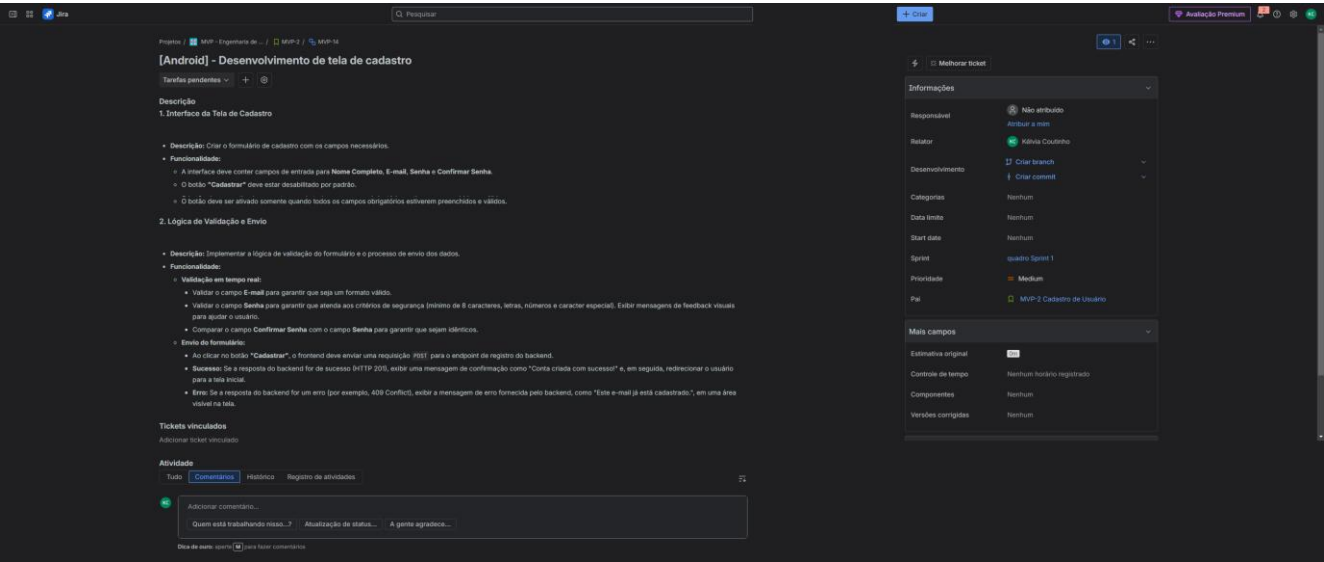 Jira
Pesquisar
+ Criar
Avaliação Premium
2
KC
Projetos / MVP - Engenharia de ... / MVP-2 / MVP-14
1
[Android] - Desenvolvimento de tela de cadastro
Melhorar ticket
Tarefas pendentes
Descrição
1. Interface da Tela de Cadastro
• Descrição: Criar o formulário de cadastro com os campos necessários.
• Funcionalidade:
○ A interface deve conter campos de entrada para Nome Completo, E-mail, Senha e Confirmar Senha.
○ O botão "Cadastrar" deve estar desabilitado por padrão.
○ O botão deve ser ativado somente quando todos os campos obrigatórios estiverem preenchidos e válidos.
2. Lógica de Validação e Envio
• Descrição: Implementar a lógica de validação do formulário e o processo de envio dos dados.
• Funcionalidade:
○ Validação em tempo real:
▪ Validar o campo E-mail para garantir que seja um formato válido.
▪ Validar o campo Senha para garantir que atenda aos critérios de segurança (mínimo de 8 caracteres, letras, números e caracter especial). Exibir mensagens de feedback visuais
para ajudar o usuário.
▪ Comparar o campo Confirmar Senha com o campo Senha para garantir que sejam idênticos.
○ Envio do formulário:
▪ Ao clicar no botão "Cadastrar", o frontend deve enviar uma requisição POST para o endpoint de registro do backend.
▪ Sucesso: Se a resposta do backend for de sucesso (HTTP 201), exibir uma mensagem de confirmação como "Conta criada com sucesso!" e, em seguida, redirecionar o usuário
para a tela inicial.
▪ Erro: Se a resposta do backend for um erro (por exemplo, 409 Conflict), exibir a mensagem de erro fornecida pelo backend, como "Este e-mail já está cadastrado.", em uma área
visível na tela.
Tickets vinculados
Adicionar ticket vinculado
Atividade
Tudo Comentários Histórico Registro de atividades
KC
Adicionar comentário...
Quem está trabalhando nisso...? Atualização de status... A gente agradece...
Dica de ouro: aperte M para fazer comentários
Informações
Responsável Não atribuído
Atribuir a mim
Relator KC Kélvia Coutinho
Desenvolvimento Criar branch
Criar commit
Categorias Nenhum
Data limite Nenhum
Start date Nenhum
Sprint quadro Sprint 1
Prioridade Medium
Pai MVP-2 Cadastro de Usuário
Mais campos
Estimativa original
Controle de tempo Nenhum horário registrado
Componentes Nenhum
Versões corrigidas Nenhum